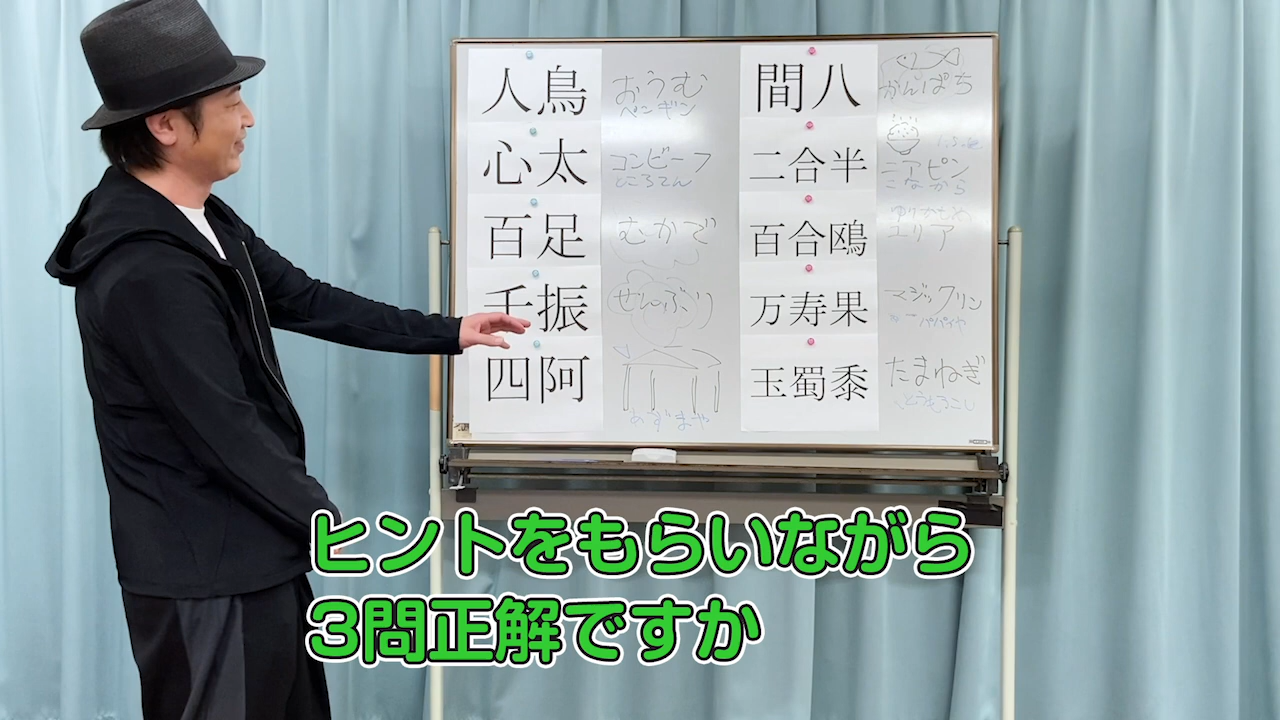 人鳥
おうむ
ペンギン
心太
コンビーフ
ところてん
百足
むかで
千振
せんぶり
四阿
あずまや
間八
かんぱち
二合半
ニアピン
こなから
百合鴎
ゆりかもめ
エリア
万寿果
マジックリン
パパイヤ
玉蜀黍
たまねぎ
とうもろこし
ヒントをもらいながら
3問正解ですか